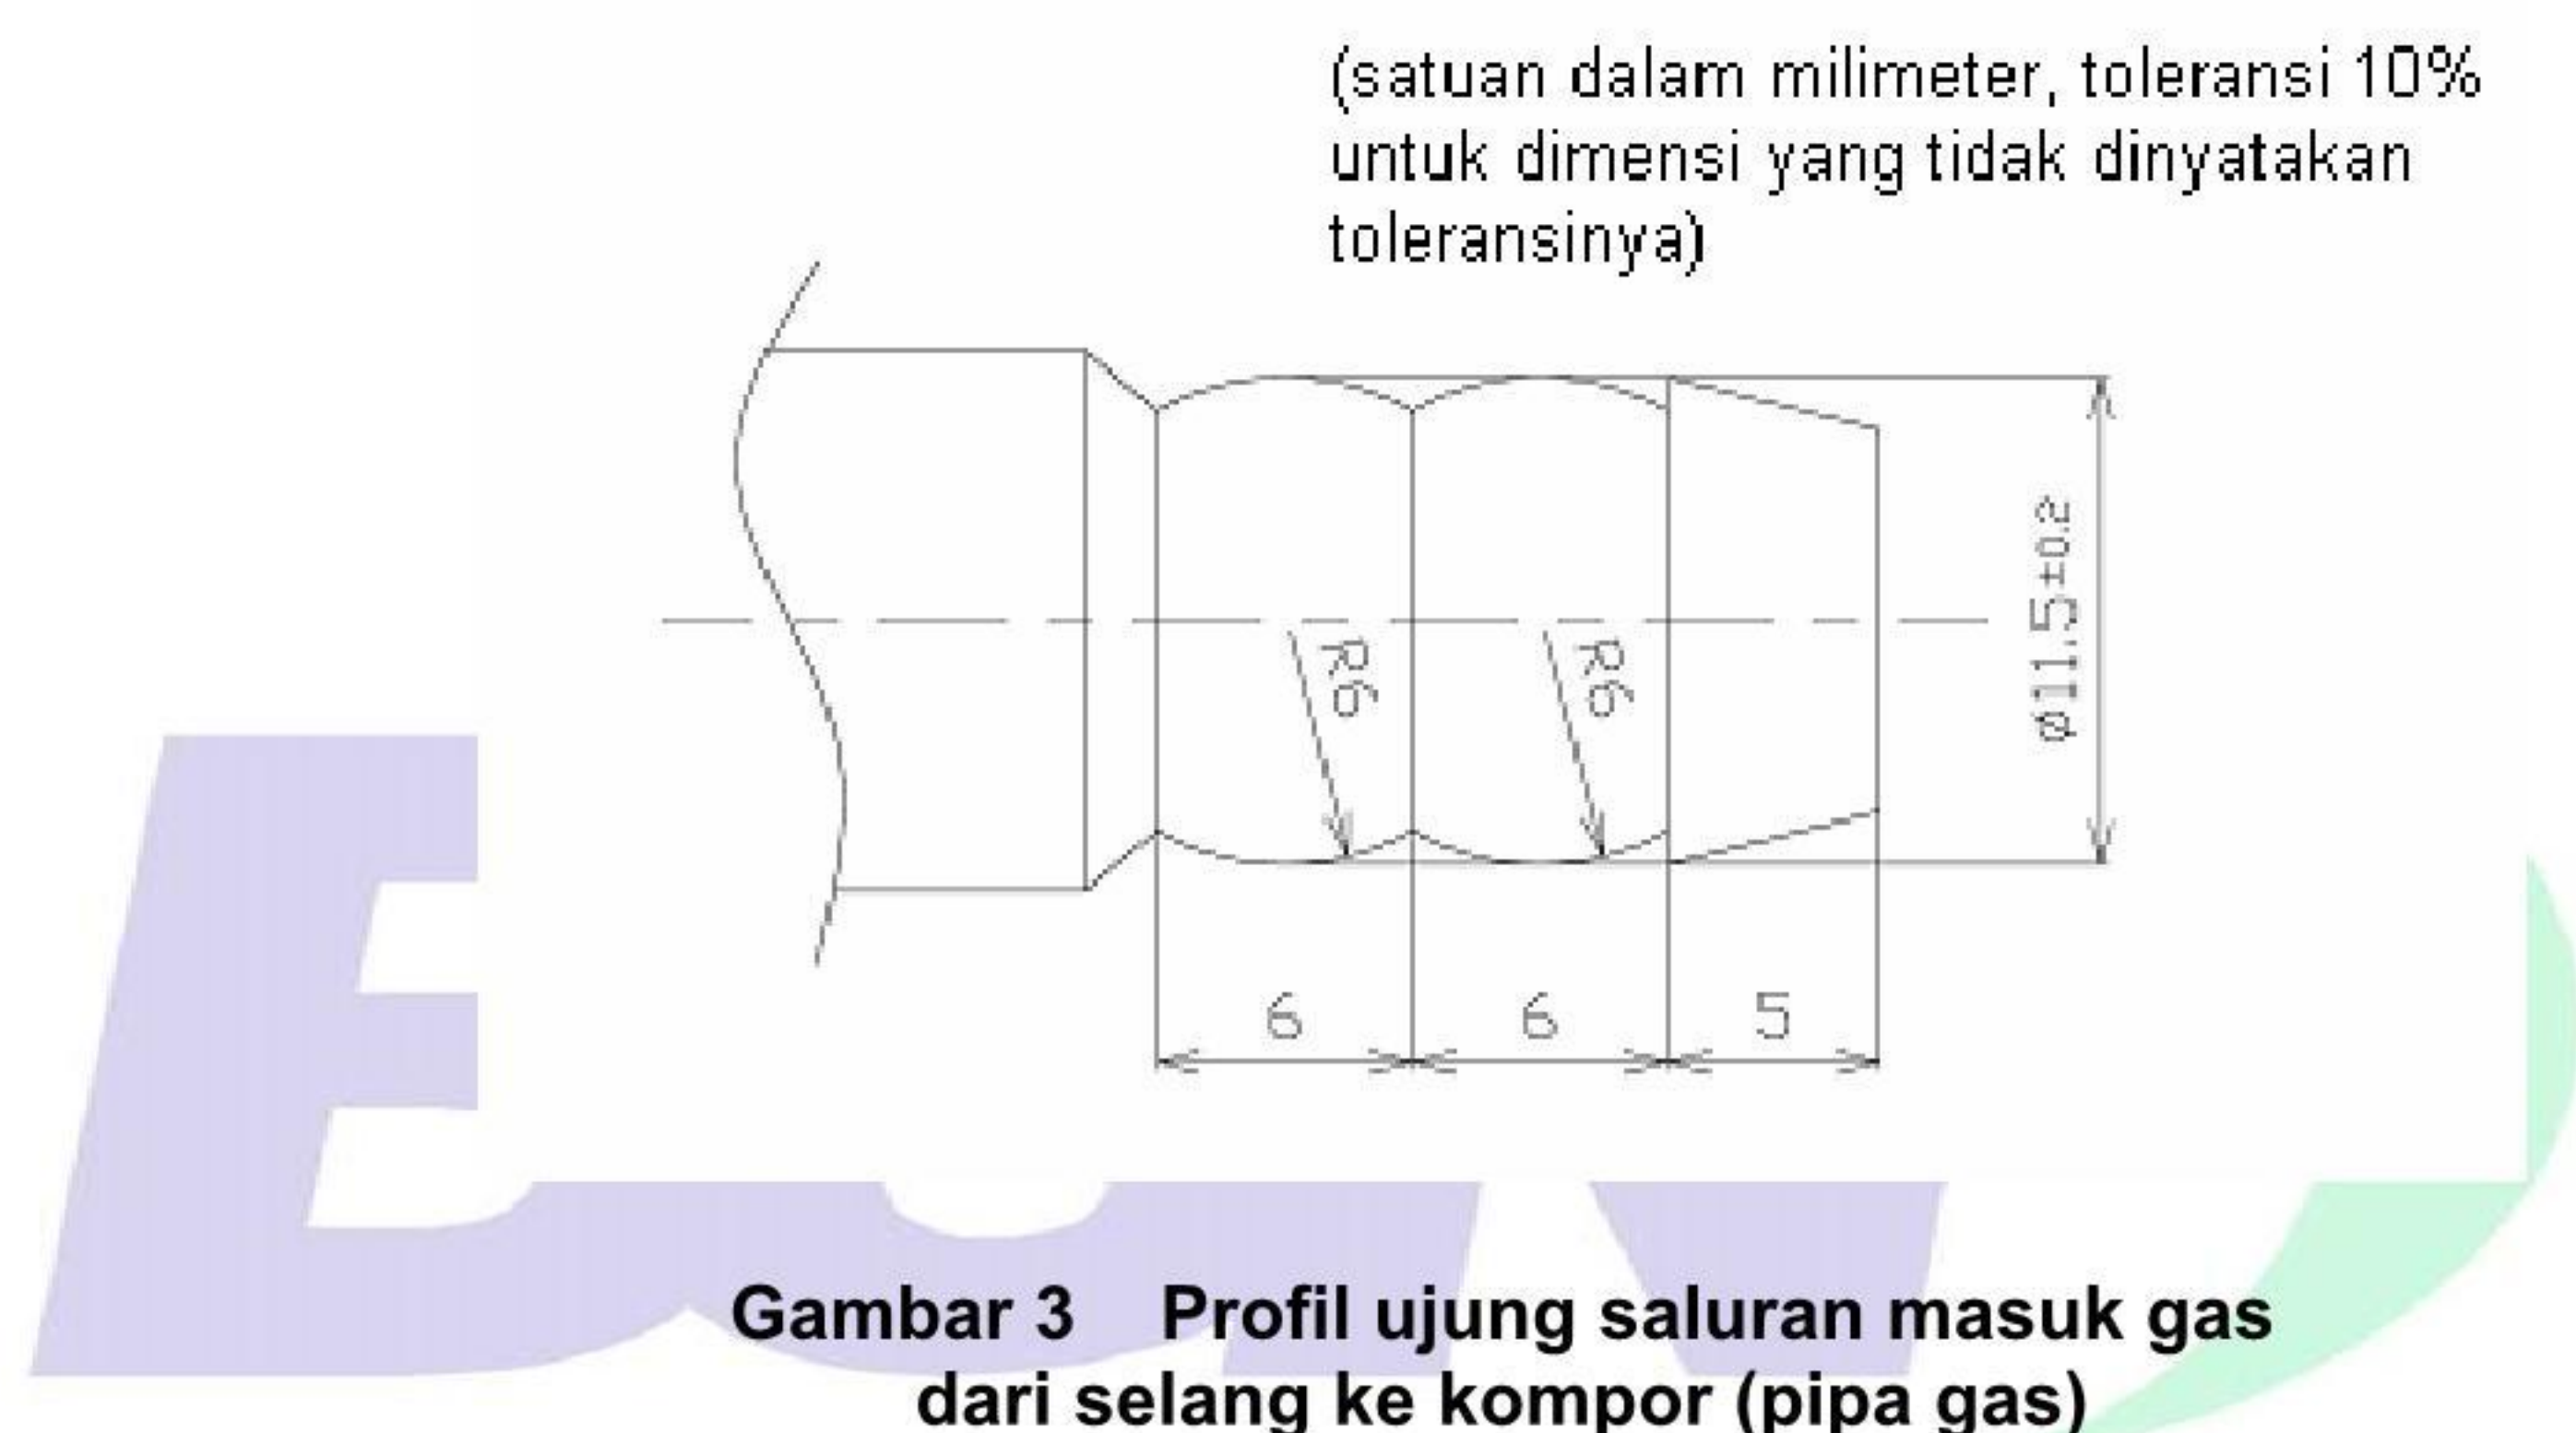 (satuan dalam milimeter, toleransi 10%
untuk dimensi yang tidak dinyatakan
toleransinya)
R6
R6
ø11.5±0.2
6
6
5
Gambar 3 Profil ujung saluran masuk gas
dari selang ke kompor (pipa gas)